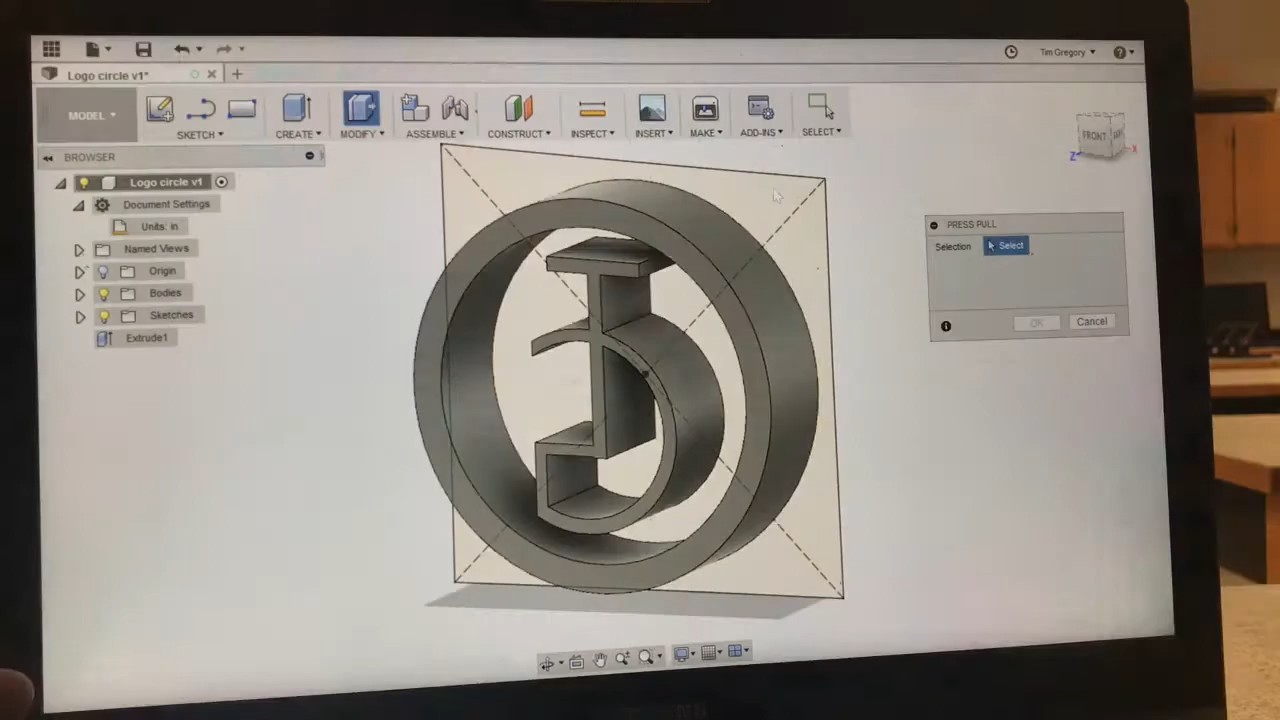 Tim Gregory
Logo circle v1*
MODEL
SKETCH
CREATE
MODIFY
ASSEMBLE
CONSTRUCT
INSPECT
INSERT
MAKE
ADD-INS
SELECT
BROWSER
FRONT
Z
X
Logo circle v1
Document Settings
Units: in
Named Views
Origin
Bodies
Sketches
Extrude1
PRESS PULL
Selection
Select
OK
Cancel